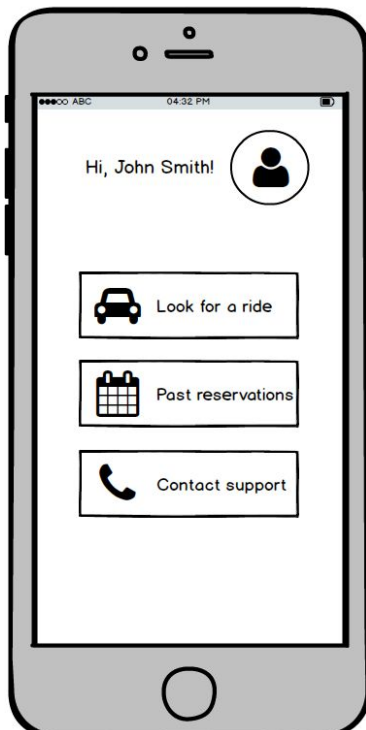 ABC 04:32 PM
Hi, John Smith!
Look for a ride
Past reservations
Contact support